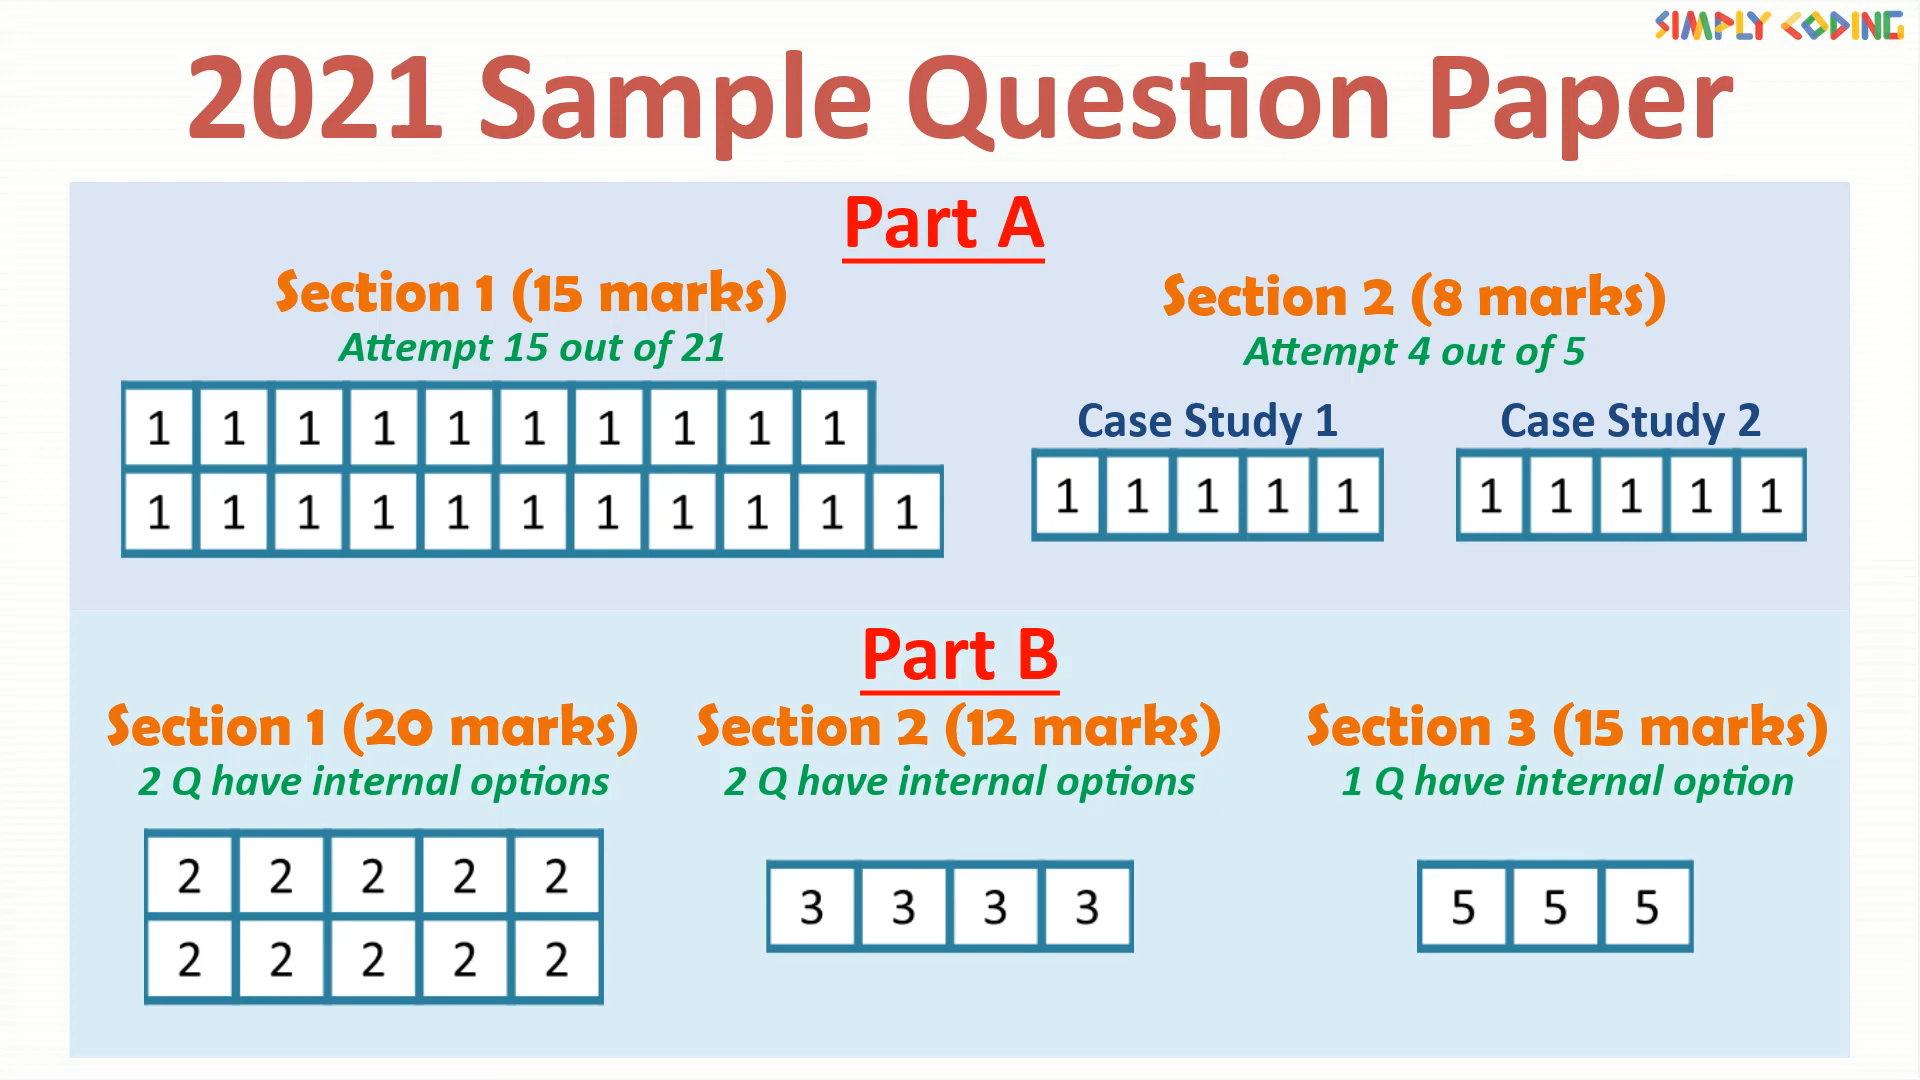 SIMPLY CODING
2021 Sample Question Paper
Part A
Section 1 (15 marks)
Attempt 15 out of 21
1 1 1 1 1 1 1 1 1 1
1 1 1 1 1 1 1 1 1 1 1
Section 2 (8 marks)
Attempt 4 out of 5
Case Study 1
1 1 1 1 1
Case Study 2
1 1 1 1 1
Part B
Section 1 (20 marks)
2 Q have internal options
2 2 2 2 2
2 2 2 2 2
Section 2 (12 marks)
2 Q have internal options
3 3 3 3
Section 3 (15 marks)
1 Q have internal option
5 5 5